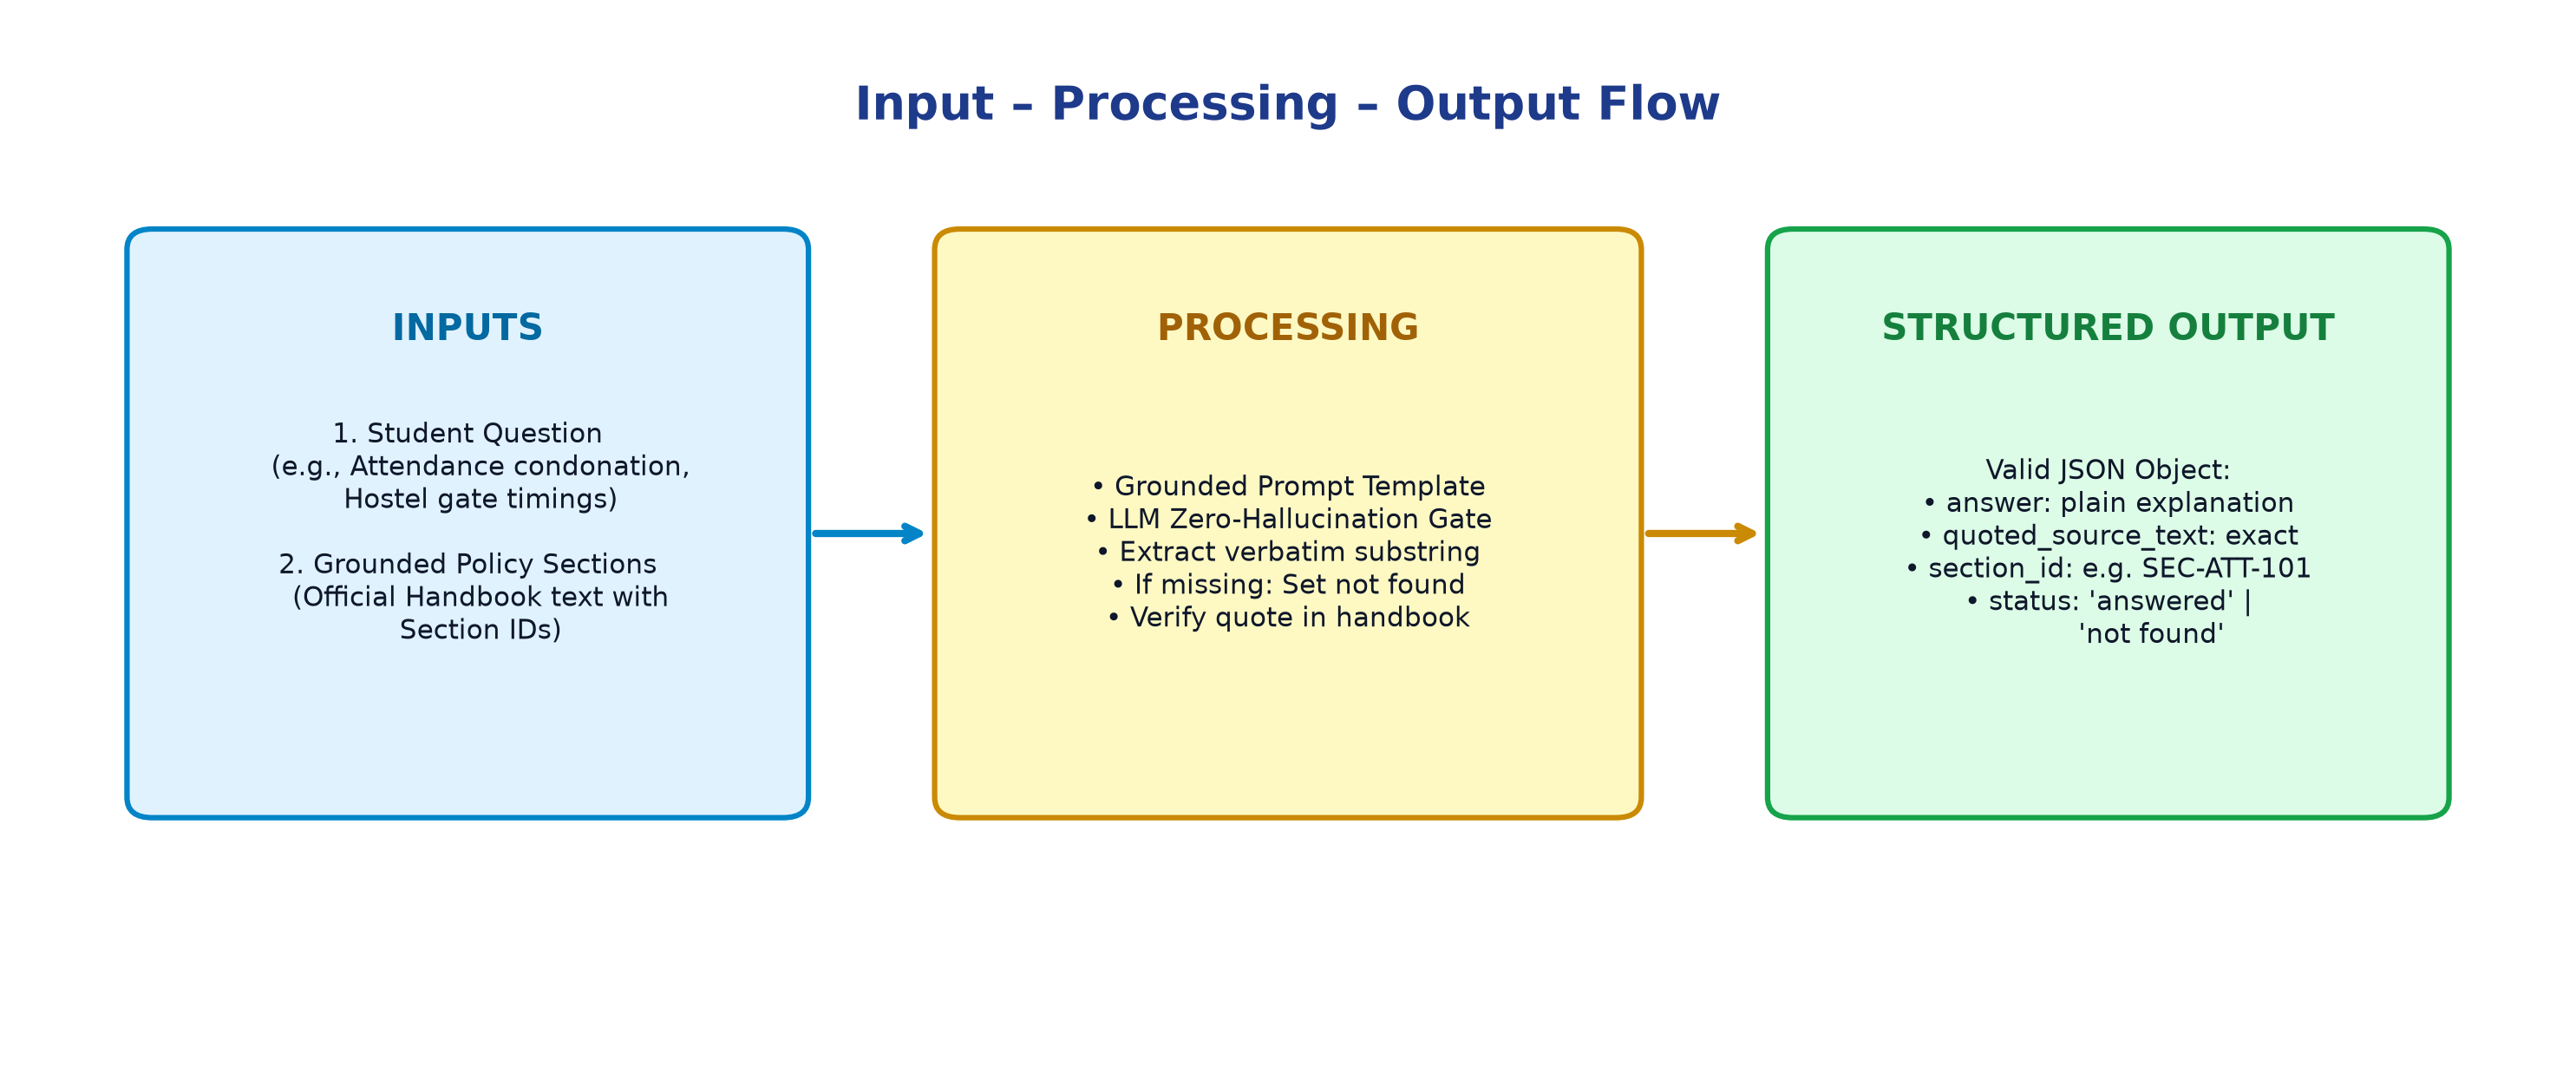 Input – Processing – Output Flow
INPUTS
1. Student Question
(e.g., Attendance condonation,
Hostel gate timings)
2. Grounded Policy Sections
(Official Handbook text with
Section IDs)
PROCESSING
• Grounded Prompt Template
• LLM Zero-Hallucination Gate
• Extract verbatim substring
• If missing: Set not found
• Verify quote in handbook
STRUCTURED OUTPUT
Valid JSON Object:
• answer: plain explanation
• quoted_source_text: exact
• section_id: e.g. SEC-ATT-101
• status: 'answered' |
'not found'